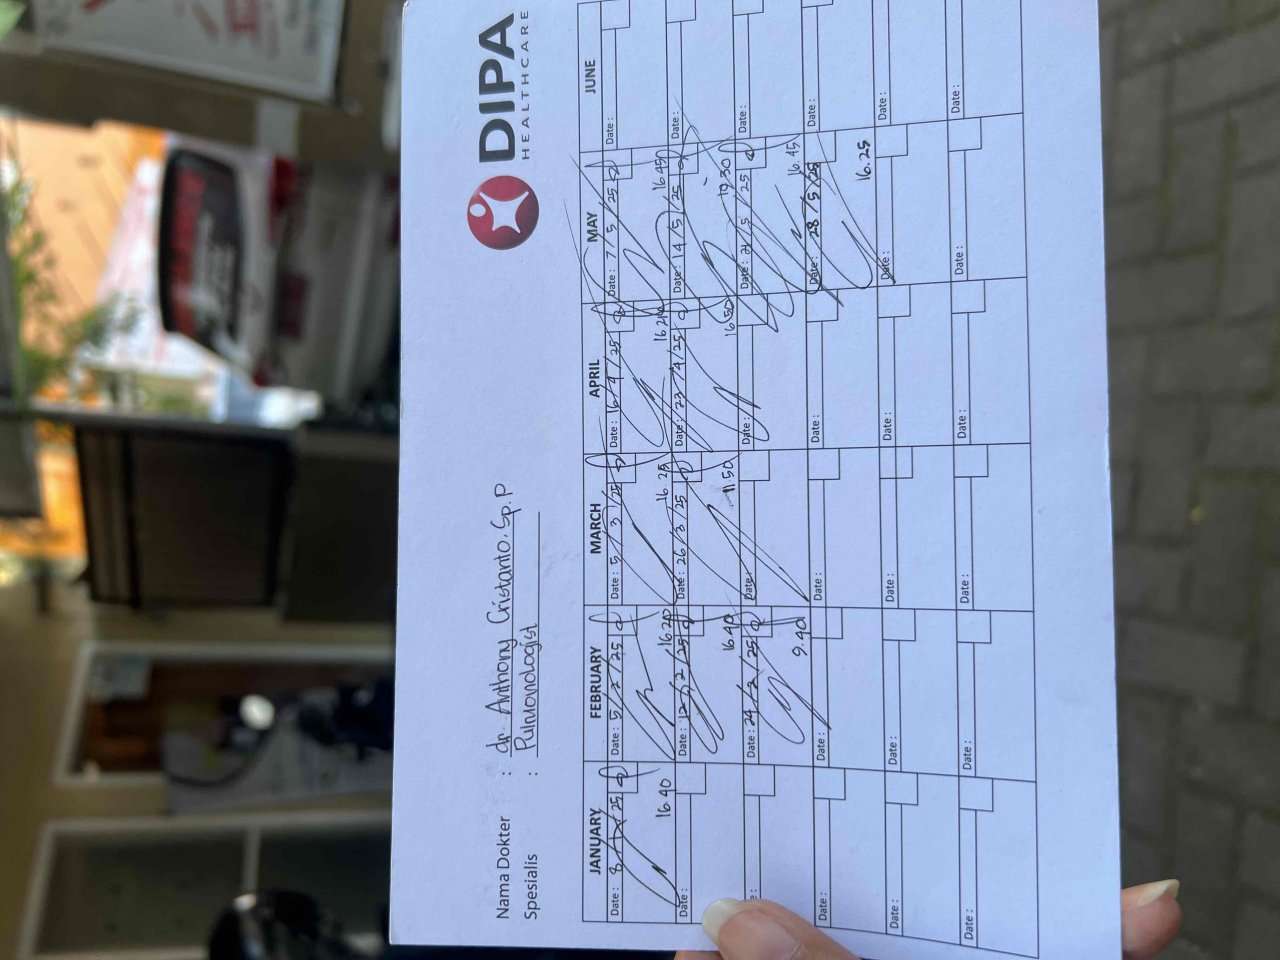 DIPA
HEALTHCARE
Nama Dokter : dr. Anthony Cristanto. Sp. P
Spesialis : Pulmonologist
JANUARY FEBRUARY MARCH APRIL MAY JUNE
Date : 8 / 1 / 25 Date : 5 / 2 / 25 Date : 5 / 3 / 25 Date : 16 / 4 / 25 Date : 7 / 5 / 25 Date :
16.40 16.20 16.25 16.20 16.45
Date : Date : 12 / 2 / 25 Date : 26 / 3 / 25 Date : 23 / 4 / 25 Date : 14 / 5 / 25 Date :
16.40 11.50 16.50 19.30
Date : 24 / 2 / 25 Date : Date : Date : 21 / 5 / 25 Date :
9.40 16.45
Date : Date : Date : Date : Date : 28 / 5 / 25 Date :
16.25
Date : Date : Date : Date : Date : Date :
Date : Date : Date : Date : Date : Date :